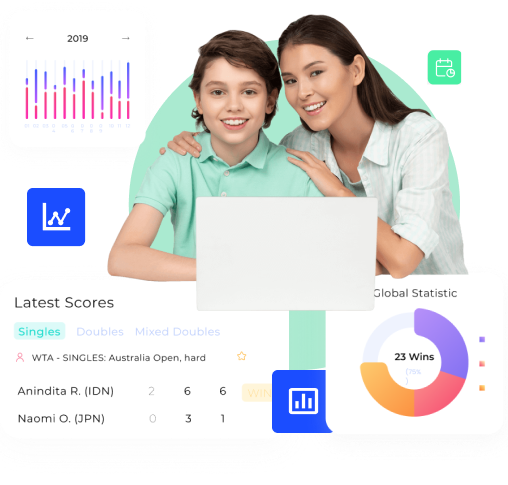 ← 2019 →
Latest Scores
Singles Doubles Mixed Doubles
WTA - SINGLES: Australia Open, hard
Anindita R. (IDN) 2 6 6 WIN
Naomi O. (JPN) 0 3 1
Global Statistic
23 Wins